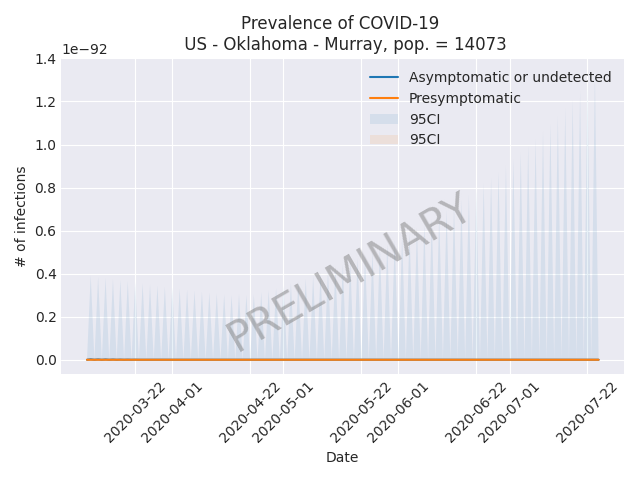 Prevalence of COVID-19
US - Oklahoma - Murray, pop. = 14073
1e−92
1.4
1.2
1.0
0.8
0.6
0.4
0.2
0.0
# of infections
Asymptomatic or undetected
Presymptomatic
95CI
95CI
PRELIMINARY
2020-03-22
2020-04-01
2020-04-22
2020-05-01
2020-05-22
2020-06-01
2020-06-22
2020-07-01
2020-07-22
Date